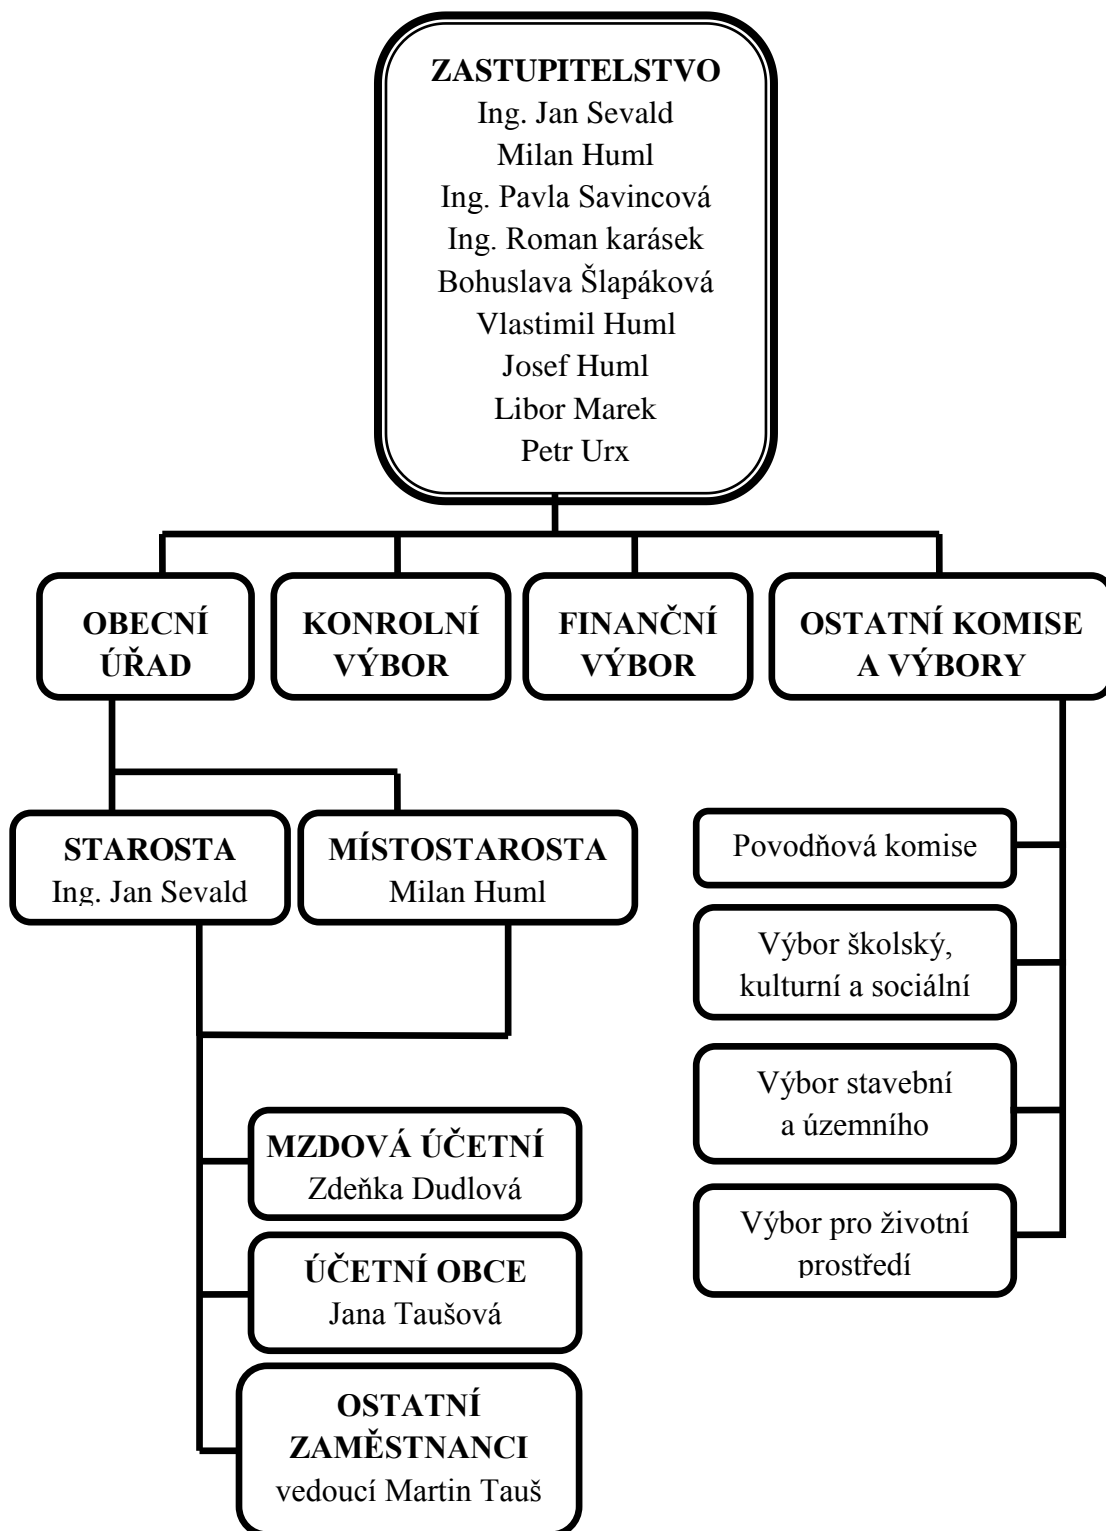 ZASTUPITELSTVO
Ing. Jan Sevald
Milan Huml
Ing. Pavla Savincová
Ing. Roman karásek
Bohuslava Šlapáková
Vlastimil Huml
Josef Huml
Libor Marek
Petr Urx
OBECNÍ
ÚŘAD
KONROLNÍ
VÝBOR
FINANČNÍ
VÝBOR
OSTATNÍ KOMISE
A VÝBORY
STAROSTA
Ing. Jan Sevald
MÍSTOSTAROSTA
Milan Huml
Povodňová komise
Výbor školský,
kulturní a sociální
Výbor stavební
a územního
Výbor pro životní
prostředí
MZDOVÁ ÚČETNÍ
Zdeňka Dudlová
ÚČETNÍ OBCE
Jana Taušová
OSTATNÍ
ZAMĚSTNANCI
vedoucí Martin Tauš